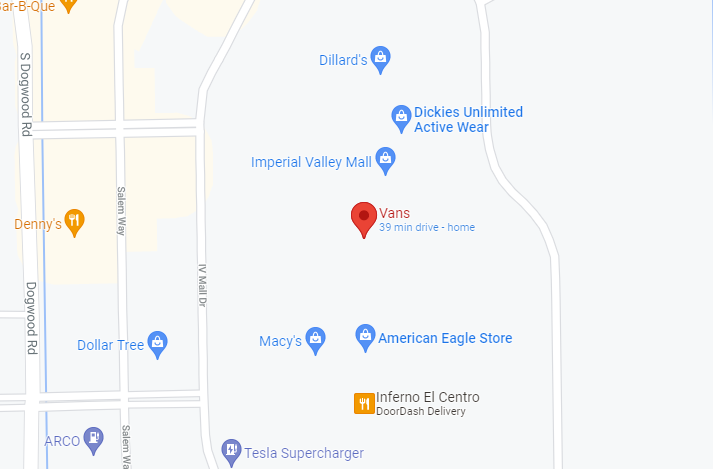 Bar-B-Que
Dillard's
S Dogwood Rd
Dickies Unlimited
Active Wear
Imperial Valley Mall
Salem Way
Vans
39 min drive - home
Denny's
IV Mall Dr
Dogwood Rd
Dollar Tree
Macy's
American Eagle Store
Inferno El Centro
DoorDash Delivery
ARCO
Salem Way
Tesla Supercharger